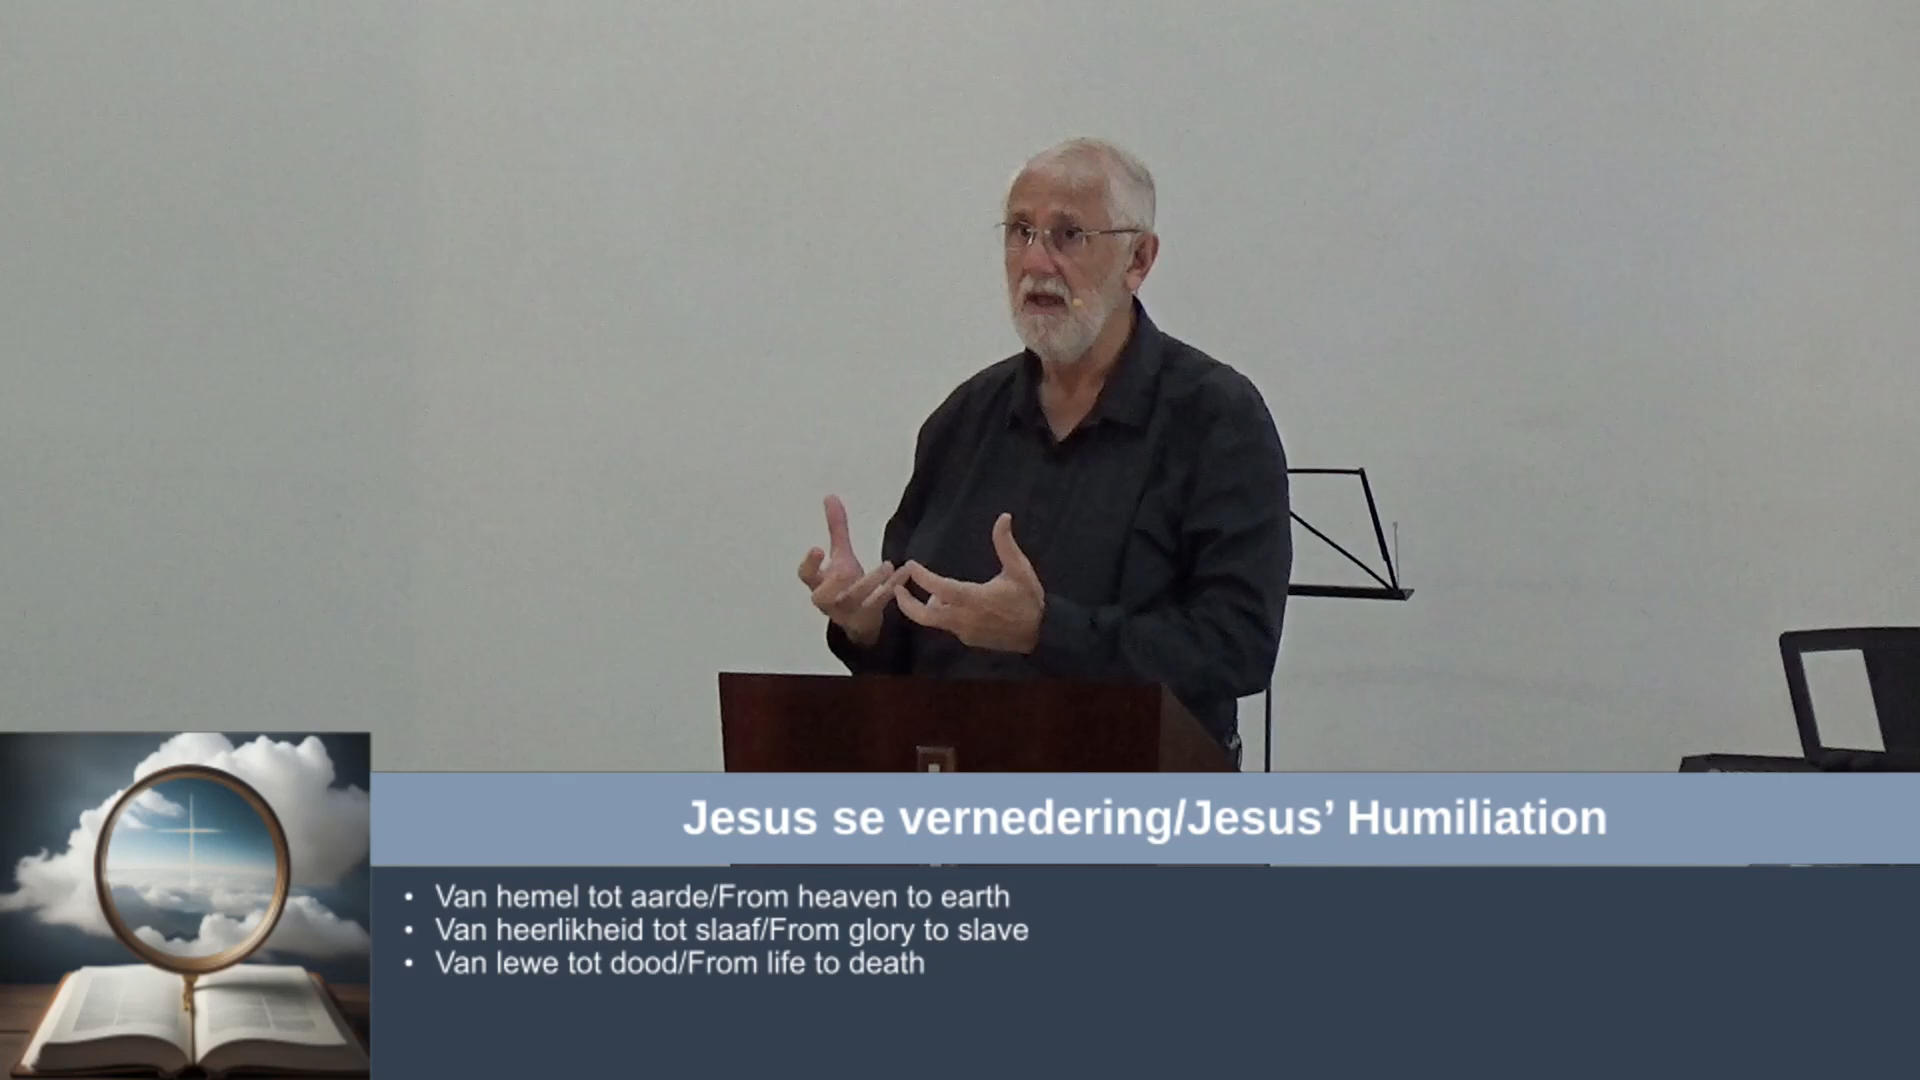 Jesus se vernedering/Jesus’ Humiliation
• Van hemel tot aarde/From heaven to earth
• Van heerlikheid tot slaaf/From glory to slave
• Van lewe tot dood/From life to death